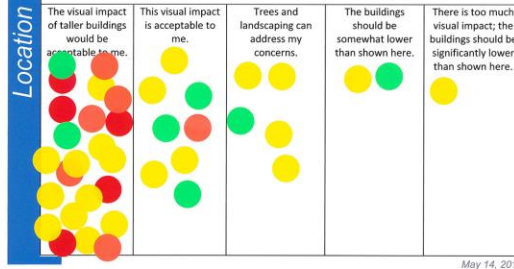 Location
The visual impact
of taller buildings
would be
acceptable to me.
This visual impact
is acceptable to
me.
Trees and
landscaping can
address my
concerns.
The buildings
should be
somewhat lower
than shown here.
There is too much
visual impact; the
buildings should be
significantly lower
than shown here.
May 14, 201